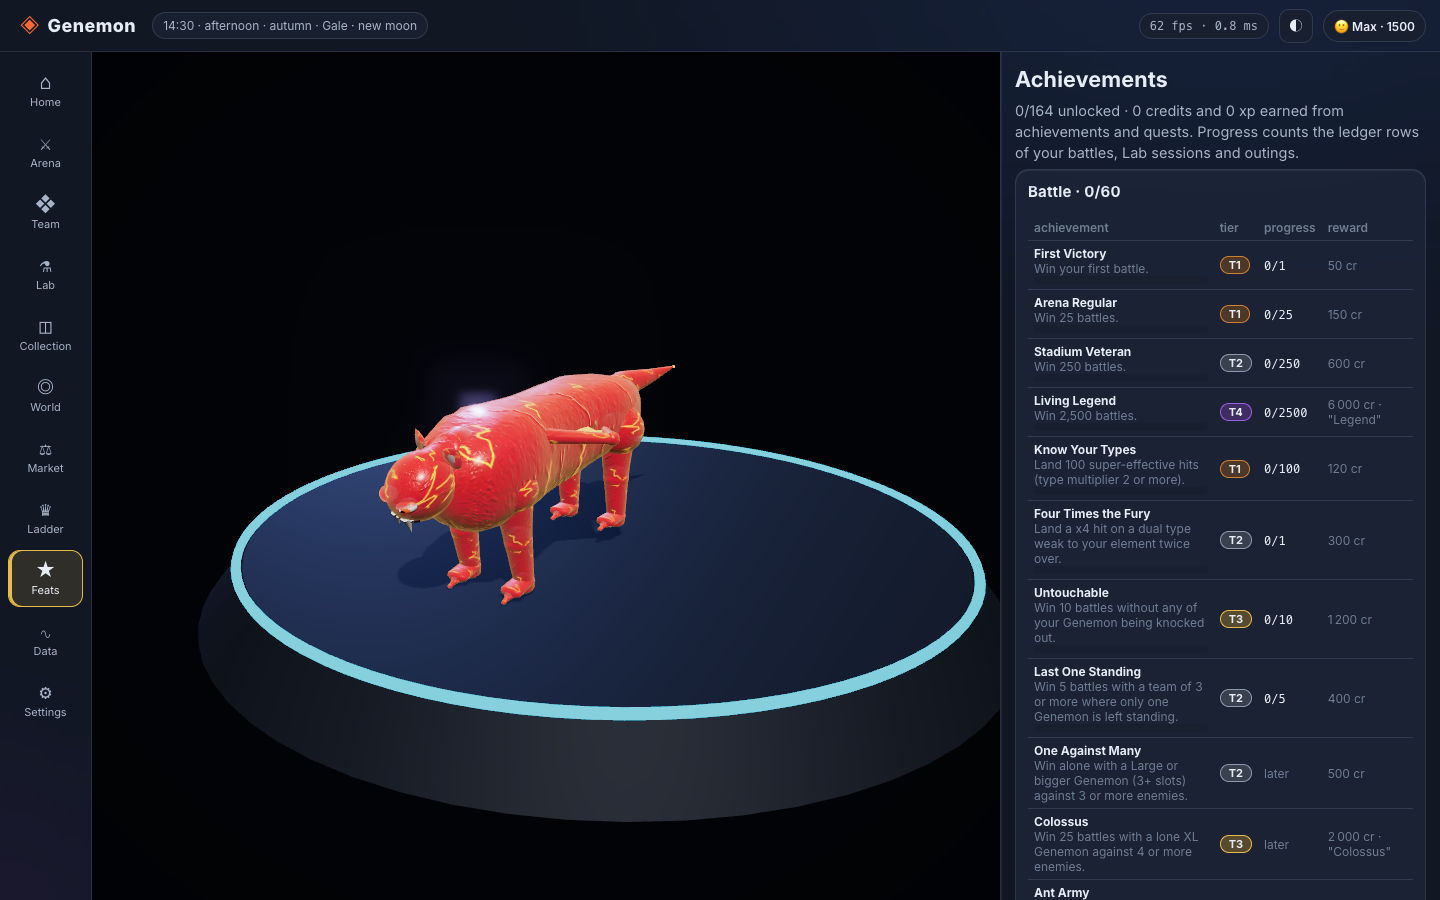 Genemon
14:30 · afternoon · autumn · Gale · new moon
62 fps · 0.8 ms
Max · 1500
Home
Arena
Team
Lab
Collection
World
Market
Ladder
Feats
Data
Settings
Achievements
0/164 unlocked · 0 credits and 0 xp earned from
achievements and quests. Progress counts the ledger rows
of your battles, Lab sessions and outings.
Battle · 0/60
achievement tier progress reward
First Victory
Win your first battle.
T1 0/1 50 cr
Arena Regular
Win 25 battles.
T1 0/25 150 cr
Stadium Veteran
Win 250 battles.
T2 0/250 600 cr
Living Legend
Win 2,500 battles.
T4 0/2500 6 000 cr ·
"Legend"
Know Your Types
Land 100 super-effective hits
(type multiplier 2 or more).
T1 0/100 120 cr
Four Times the Fury
Land a x4 hit on a dual type
weak to your element twice
over.
T2 0/1 300 cr
Untouchable
Win 10 battles without any of
your Genemon being knocked
out.
T3 0/10 1 200 cr
Last One Standing
Win 5 battles with a team of 3
or more where only one
Genemon is left standing.
T2 0/5 400 cr
One Against Many
Win alone with a Large or
bigger Genemon (3+ slots)
against 3 or more enemies.
T2 later 500 cr
Colossus
Win 25 battles with a lone XL
Genemon against 4 or more
enemies.
T3 later 2 000 cr ·
"Colossus"
Ant Army